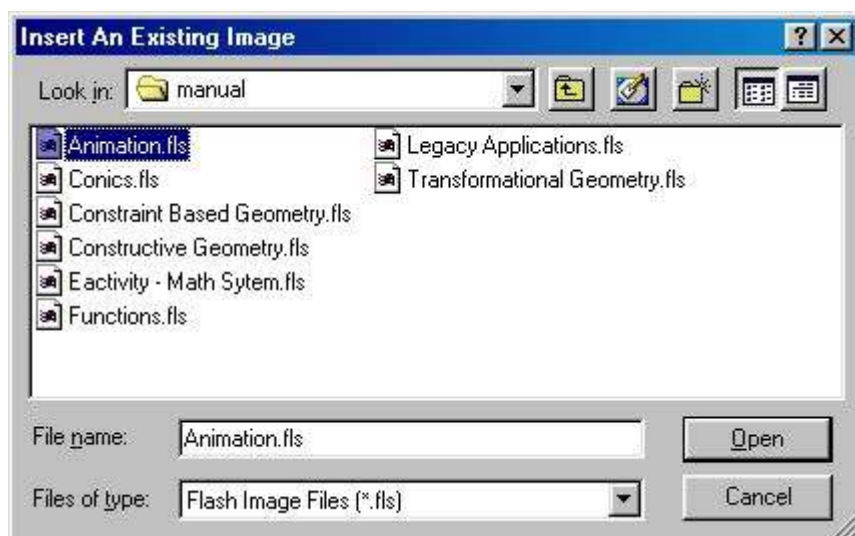 Insert An Existing Image
Look in: manual
Animation.fls
Conics.fls
Constraint Based Geometry.fls
Constructive Geometry.fls
Eactivity - Math Sytem.fls
Functions.fls
Legacy Applications.fls
Transformational Geometry.fls
File name: Animation.fls
Open
Files of type: Flash Image Files (*.fls)
Cancel